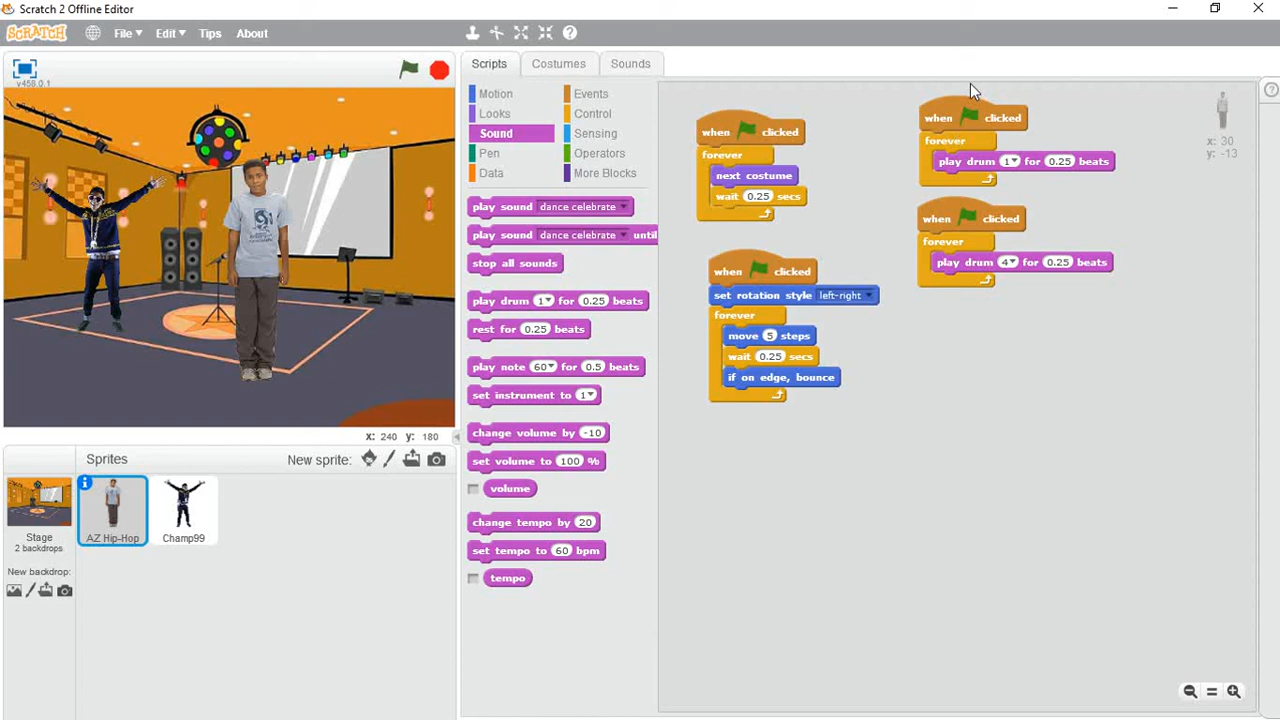 Scratch 2 Offline Editor
SCRATCH File Edit Tips About
v458.0.1
X: 240 y: 180
Sprites New sprite:
Stage
2 backdrops
New backdrop:
AZ Hip-Hop
Champ99
Scripts Costumes Sounds
Motion Events
Looks Control
Sound Sensing
Pen Operators
Data More Blocks
play sound dance celebrate
play sound dance celebrate until
stop all sounds
play drum 1 for 0.25 beats
rest for 0.25 beats
play note 60 for 0.5 beats
set instrument to 1
change volume by -10
set volume to 100 %
volume
change tempo by 20
set tempo to 60 bpm
tempo
when clicked
forever
next costume
wait 0.25 secs
when clicked
set rotation style left-right
forever
move 5 steps
wait 0.25 secs
if on edge, bounce
when clicked
forever
play drum 1 for 0.25 beats
when clicked
forever
play drum 4 for 0.25 beats
x: 30
y: -13